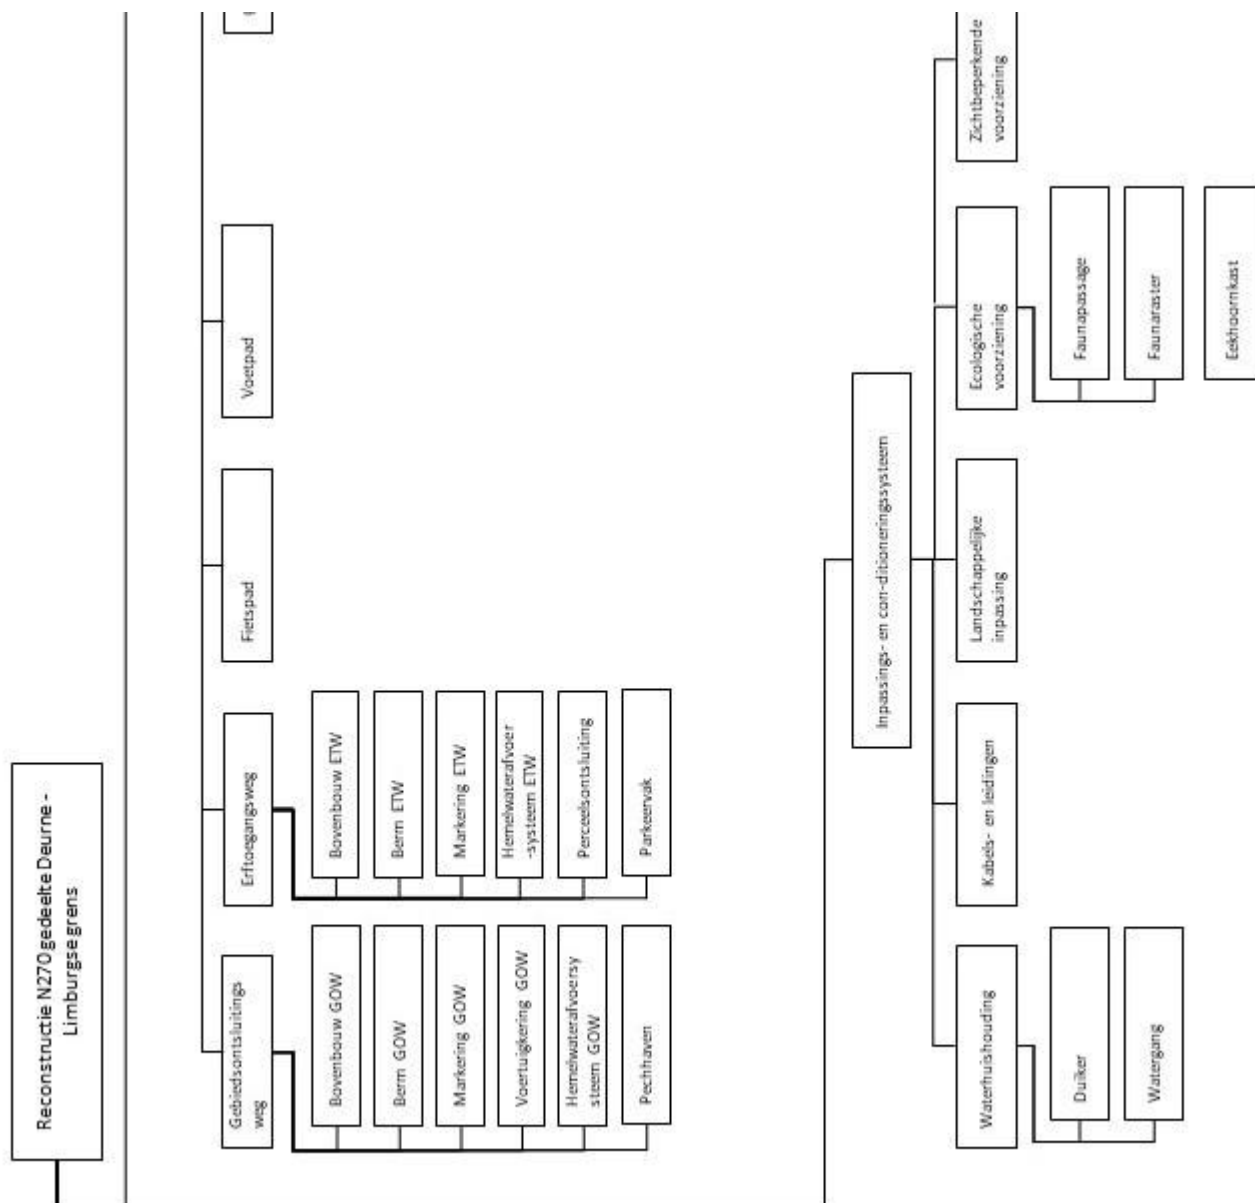 Reconstructie N270 gedeelte Deurne -
Limburgsegrens
Gebiedsontsluitings
weg
Bovenbouw GOW
Berm GOW
Markering GOW
Voertuigkering GOW
Hemelwaterafvoersy
steem GOW
Pechhaven
Erftoegangsweg
Bovenbouw ETW
Berm ETW
Markering ETW
Hemelwaterafvoer
-systeem ETW
Perceelsontsluiting
Parkeervak
Fietspad
Voetpad
Inpassings- en con-ditioneringssysteem
Waterhuishouding
Duiker
Watergang
Kabels- en leidingen
Landschappelijke
inpassing
Ecologische
voorziening
Faunapassage
Faunaraster
Eekhoornkast
Zichtbeperkende
voorziening